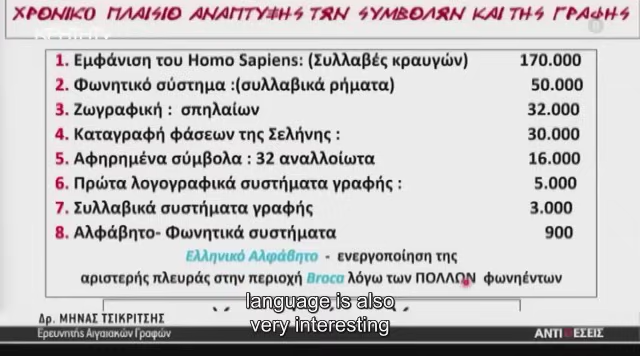 ΧΡΟΝΙΚΟ ΠΛΑΙΣΙΟ ΑΝΑΠΤΥΞΗΣ ΤΩΝ ΣΥΜΒΟΛΩΝ ΚΑΙ ΤΗΣ ΓΡΑΦΗΣ
1. Εμφάνιση του Homo Sapiens: (Συλλαβές κραυγών) 170.000
2. Φωνητικό σύστημα :(συλλαβικά ρήματα) 50.000
3. Ζωγραφική : σπηλαίων 32.000
4. Καταγραφή φάσεων της Σελήνης : 30.000
5. Αφηρημένα σύμβολα : 32 αναλλοίωτα 16.000
6. Πρώτα λογογραφικά συστήματα γραφής : 5.000
7. Συλλαβικά συστήματα γραφής 3.000
8. Αλφάβητο- Φωνητικά συστήματα 900
Ελληνικό Αλφάβητο - ενεργοποίηση της
αριστερής πλευράς στην περιοχή Broca λόγω των ΠΟΛΛΩΝ φωνηέντων
language is also
very interesting
Δρ. ΜΗΝΑΣ ΤΣΙΚΡΙΤΣΗΣ
Ερευνητής Αιγαιακών Γραφών
ΑΝΤΙΘΕΣΕΙΣ